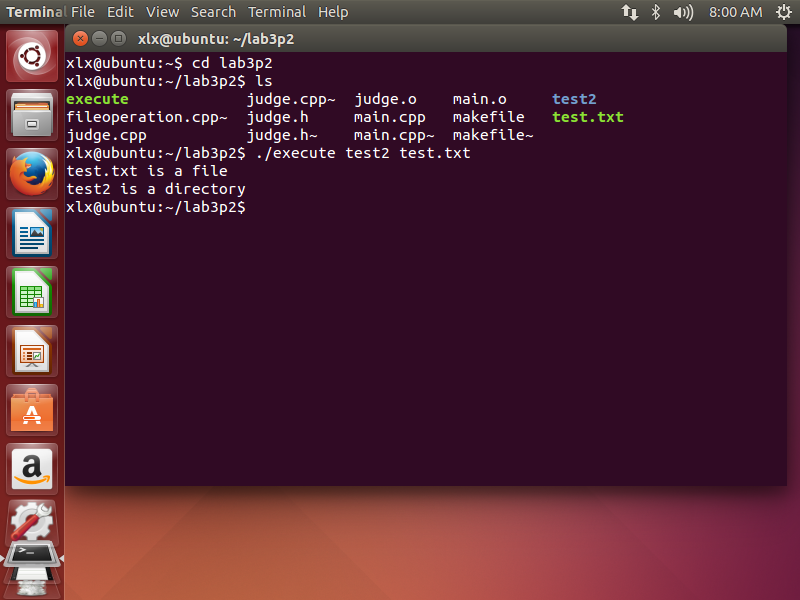 Terminal File Edit View Search Terminal Help 8:00 AM
xlx@ubuntu: ~/lab3p2
xlx@ubuntu:~$ cd lab3p2
xlx@ubuntu:~/lab3p2$ ls
execute judge.cpp~ judge.o main.o test2
fileoperation.cpp~ judge.h main.cpp makefile test.txt
judge.cpp judge.h~ main.cpp~ makefile~
xlx@ubuntu:~/lab3p2$ ./execute test2 test.txt
test.txt is a file
test2 is a directory
xlx@ubuntu:~/lab3p2$